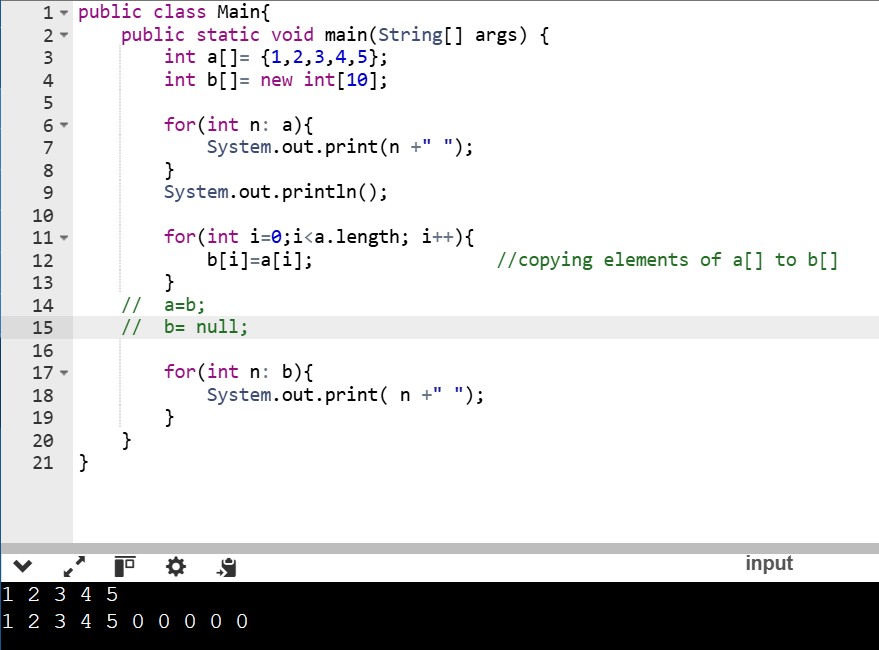 1 public class Main{
2 public static void main(String[] args) {
3 int a[]= {1,2,3,4,5};
4 int b[]= new int[10];
5
6 for(int n: a){
7 System.out.print(n +" ");
8 }
9 System.out.println();
10
11 for(int i=0;i<a.length; i++){
12 b[i]=a[i]; //copying elements of a[] to b[]
13 }
14 // a=b;
15 // b= null;
16
17 for(int n: b){
18 System.out.print( n +" ");
19 }
20 }
21 }
input
1 2 3 4 5
1 2 3 4 5 0 0 0 0 0